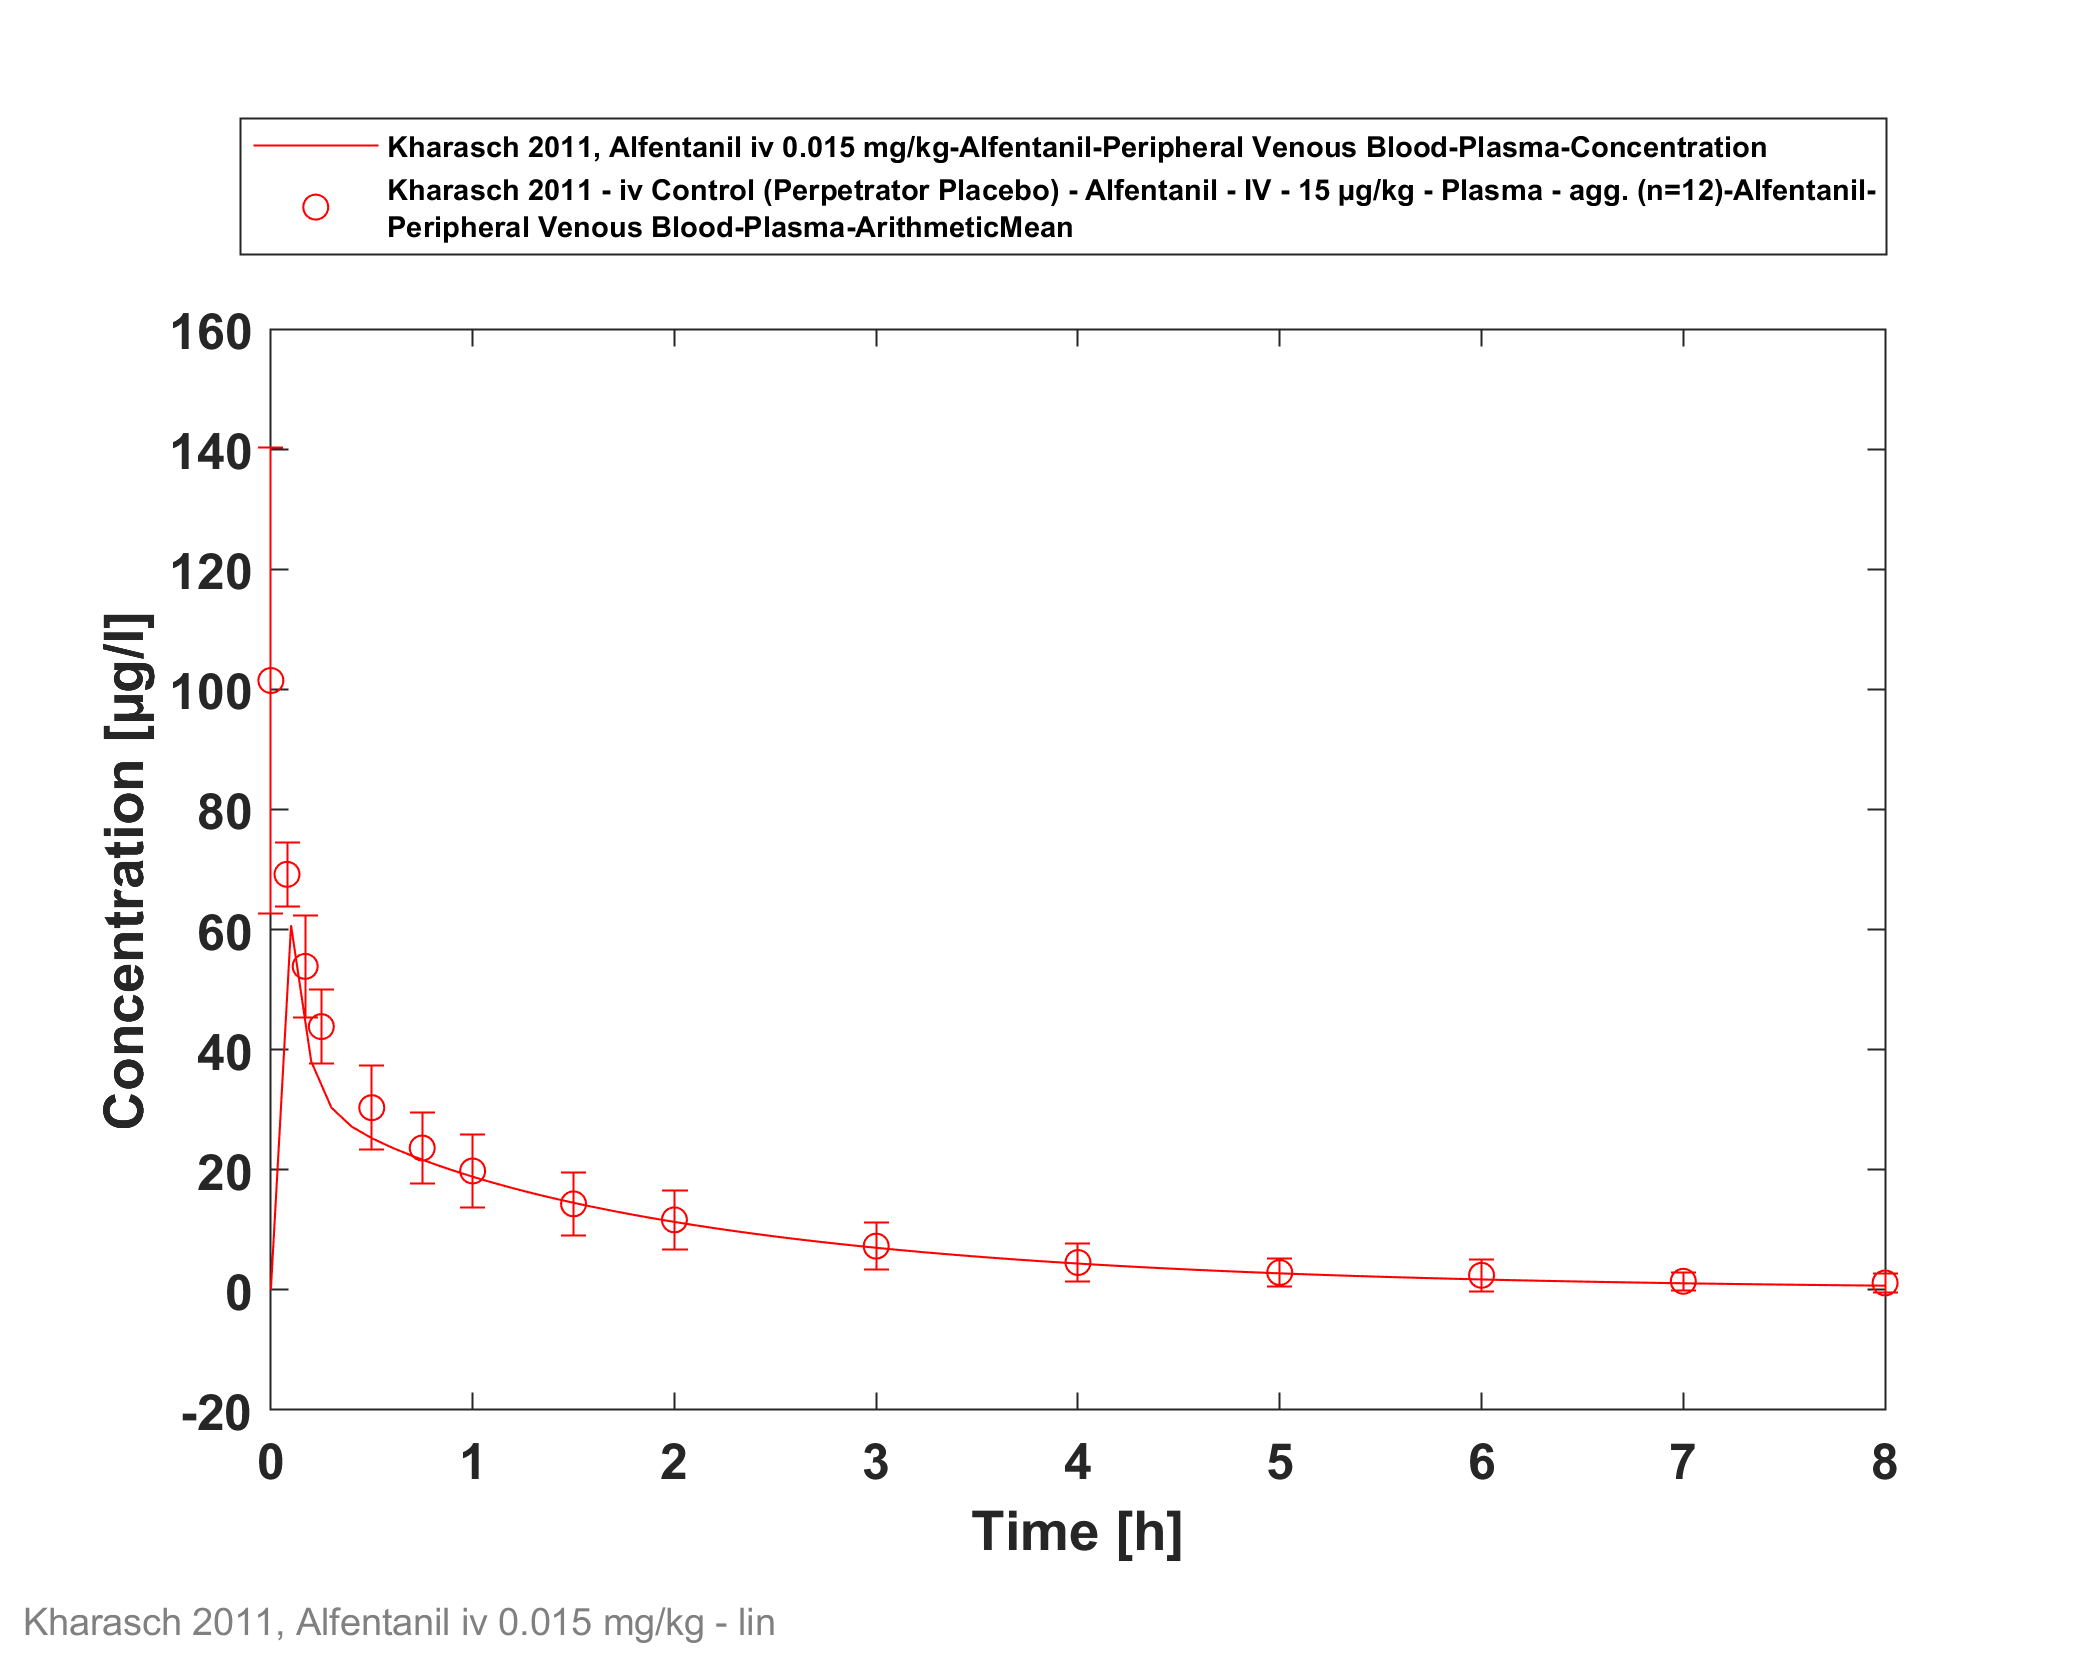 Kharasch 2011, Alfentanil iv 0.015 mg/kg-Alfentanil-Peripheral Venous Blood-Plasma-Concentration
Kharasch 2011 - iv Control (Perpetrator Placebo) - Alfentanil - IV - 15 µg/kg - Plasma - agg. (n=12)-Alfentanil-
Peripheral Venous Blood-Plasma-ArithmeticMean
160
140
120
100
80
60
40
20
0
-20
Concentration [µg/l]
0 1 2 3 4 5 6 7 8
Time [h]
Kharasch 2011, Alfentanil iv 0.015 mg/kg - lin